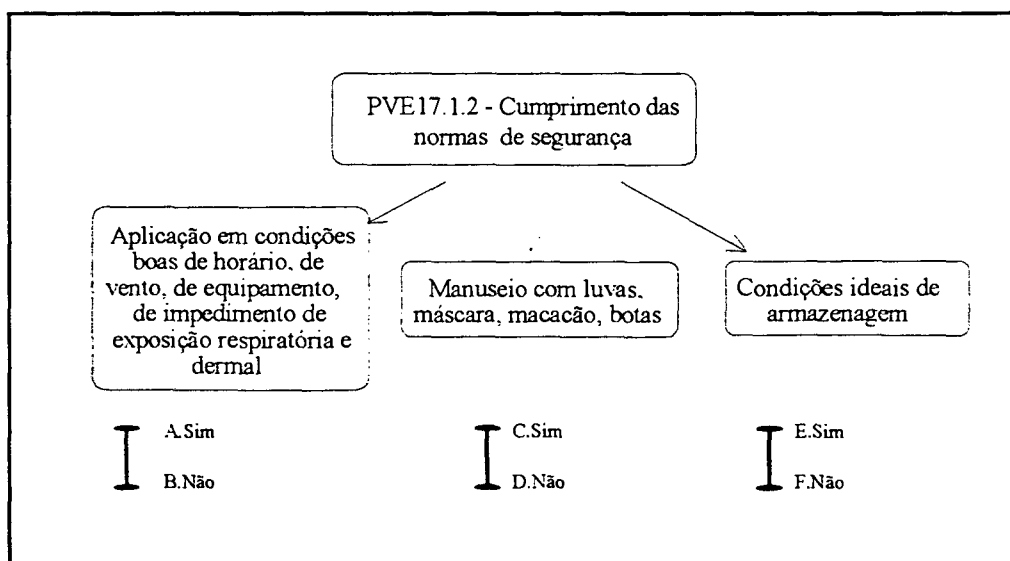 PVE17.1.2 - Cumprimento das
normas de segurança
Aplicação em condições
boas de horário, de
vento, de equipamento,
de impedimento de
exposição respiratória e
dermal
Manuseio com luvas,
máscara, macacão, botas
Condições ideais de
armazenagem
A.Sim
B.Não
C.Sim
D.Não
E.Sim
F.Não